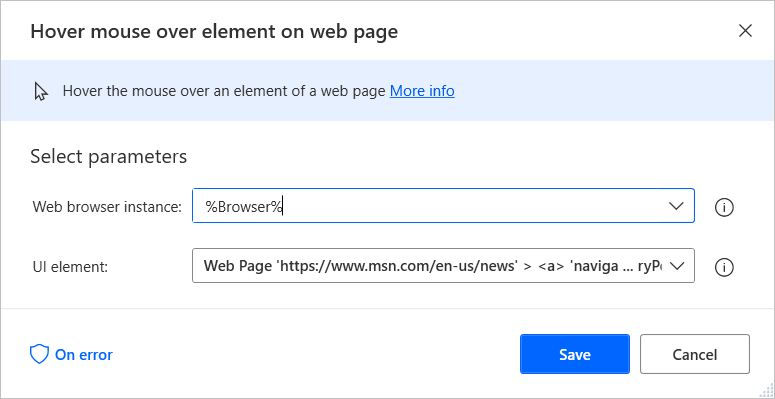 Hover mouse over element on web page
Hover the mouse over an element of a web page More info
Select parameters
Web browser instance: %Browser%
UI element: Web Page 'https://www.msn.com/en-us/news' > <a> 'naviga ... ryP
On error Save Cancel